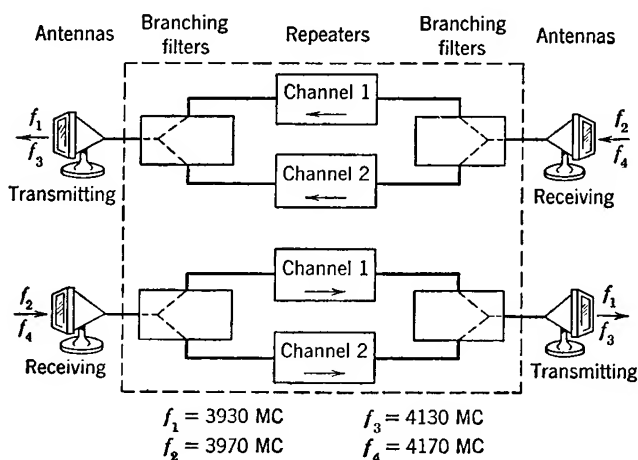 Antennas Branching filters Repeaters Branching filters Antennas
Channel 1
f1
f3
f2
f4
Transmitting
Channel 2
Receiving
Channel 1
f2
f4
f1
f3
Receiving
Channel 2
Transmitting
f1 = 3930 MC f3 = 4130 MC
f2 = 3970 MC f4 = 4170 MC